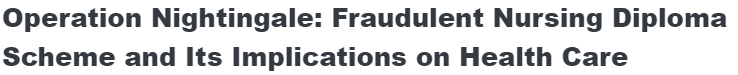 Operation Nightingale: Fraudulent Nursing Diploma
Scheme and Its Implications on Health Care